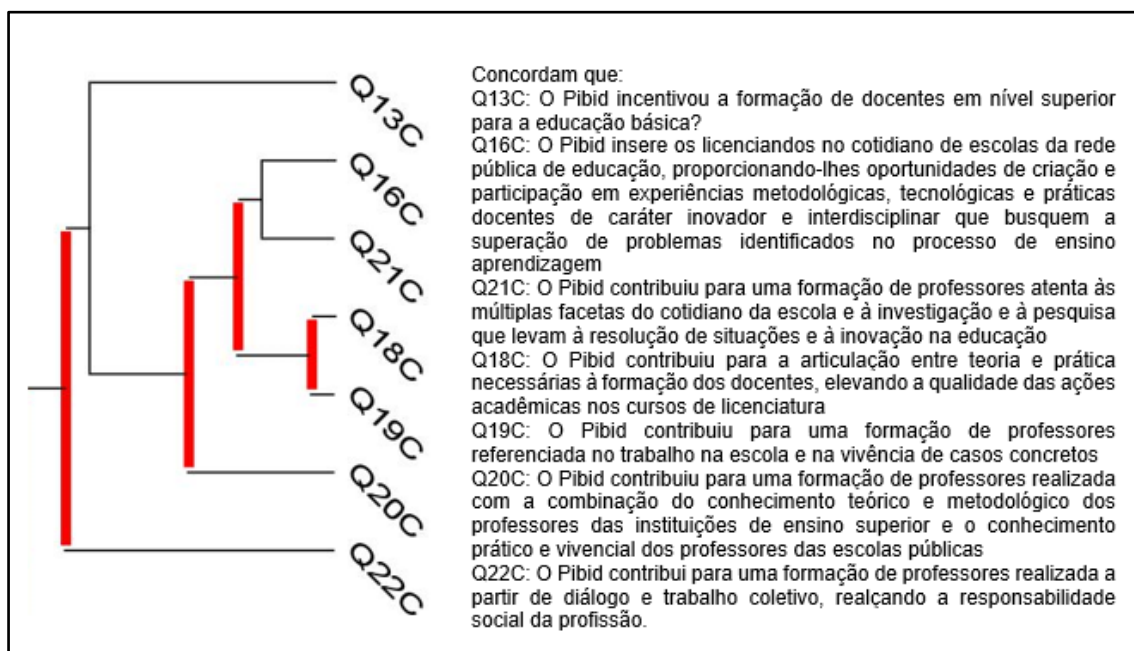 Q13C
Q16C
Q21C
Q18C
Q19C
Q20C
Q22C
Concordam que:
Q13C: O Pibid incentivou a formação de docentes em nível superior
para a educação básica?
Q16C: O Pibid insere os licenciandos no cotidiano de escolas da rede
pública de educação, proporcionando-lhes oportunidades de criação e
participação em experiências metodológicas, tecnológicas e práticas
docentes de caráter inovador e interdisciplinar que busquem a
superação de problemas identificados no processo de ensino
aprendizagem
Q21C: O Pibid contribuiu para uma formação de professores atenta às
múltiplas facetas do cotidiano da escola e à investigação e à pesquisa
que levam à resolução de situações e à inovação na educação
Q18C: O Pibid contribuiu para a articulação entre teoria e prática
necessárias à formação dos docentes, elevando a qualidade das ações
acadêmicas nos cursos de licenciatura
Q19C: O Pibid contribuiu para uma formação de professores
referenciada no trabalho na escola e na vivência de casos concretos
Q20C: O Pibid contribuiu para uma formação de professores realizada
com a combinação do conhecimento teórico e metodológico dos
professores das instituições de ensino superior e o conhecimento
prático e vivencial dos professores das escolas públicas
Q22C: O Pibid contribui para uma formação de professores realizada a
partir de diálogo e trabalho coletivo, realçando a responsabilidade
social da profissão.